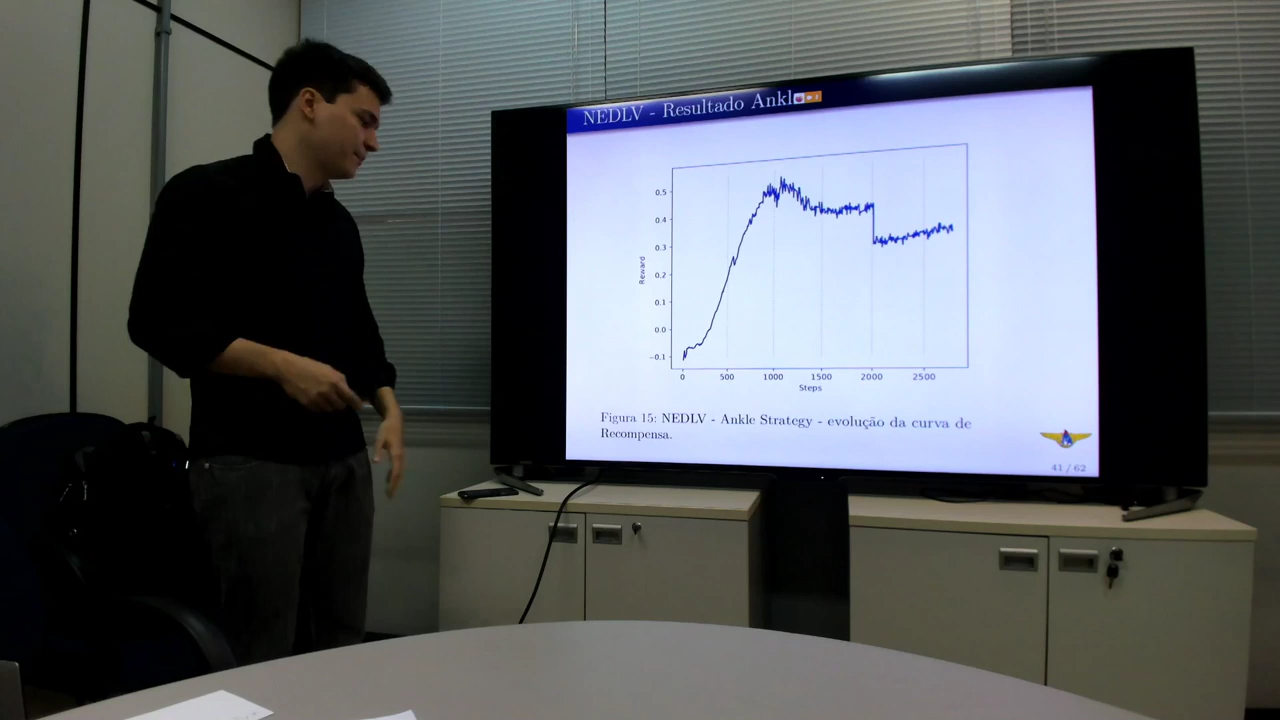 NEDLV - Resultado Ankl
0.5
0.4
0.3
0.2
0.1
0.0
−0.1
Reward
0 500 1000 1500 2000 2500
Steps
Figura 15: NEDLV - Ankle Strategy - evolução da curva de
Recompensa.
41 / 62